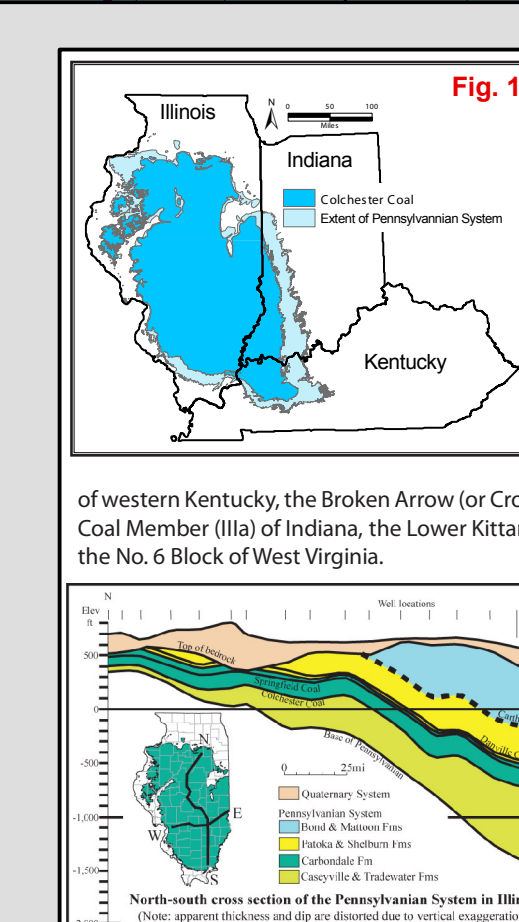 Fig. 1
Illinois
N
0 50 100
Miles
Indiana
Colchester Coal
Extent of Pennsylvannian System
Kentucky
of western Kentucky, the Broken Arrow (or Cro
Coal Member (IIIa) of Indiana, the Lower Kittan
the No. 6 Block of West Virginia.
N
Elev
ft
Well locations
Top of bedrock
500
Springfield Coal
Colchester Coal
0
Carth
Base of Pennsylvanian
Danville C
-500
N
W
E
S
0 25mi
Quaternary System
Pennsylvanian System
Bond & Mattoon Fms
Patoka & Shelburn Fms
Carbondale Fm
Caseyville & Tradewater Fms
-1,000
-1,500
North-south cross section of the Pennsylvanian System in Illin
(Note: apparent thickness and dip are distorted due to vertical exaggeratio